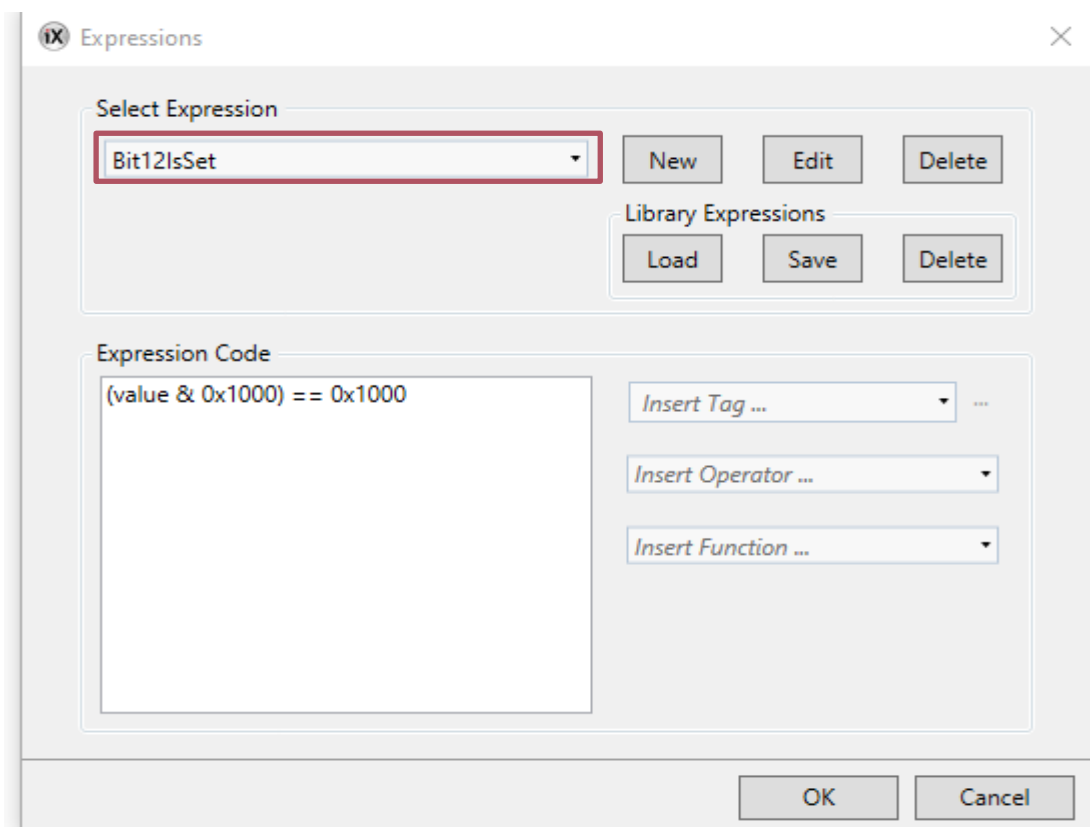 iX Expressions
Select Expression
Bit12IsSet
New Edit Delete
Library Expressions
Load Save Delete
Expression Code
(value & 0x1000) == 0x1000
Insert Tag ... ...
Insert Operator ...
Insert Function ...
OK Cancel